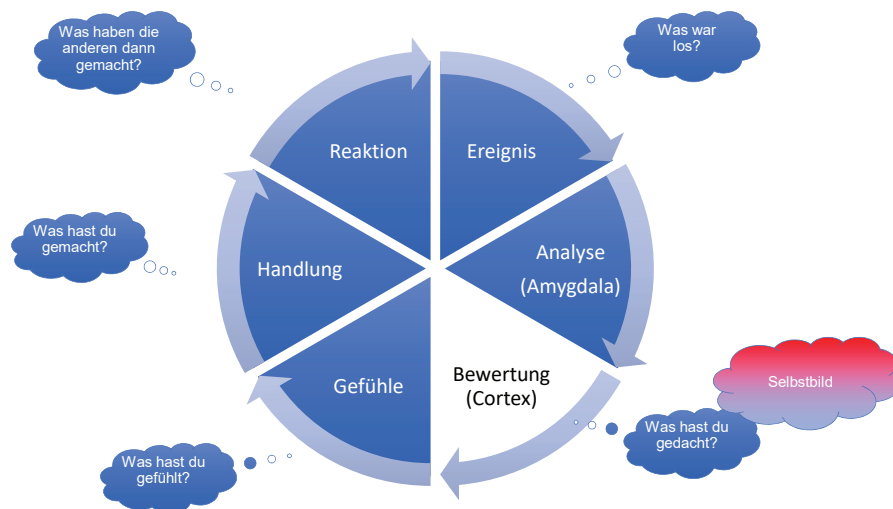 Was haben die
anderen dann
gemacht?
Was war
los?
Reaktion
Ereignis
Was hast du
gemacht?
Handlung
Analyse
(Amygdala)
Gefühle
Bewertung
(Cortex)
Selbstbild
Was hast du
gedacht?
Was hast du
gefühlt?